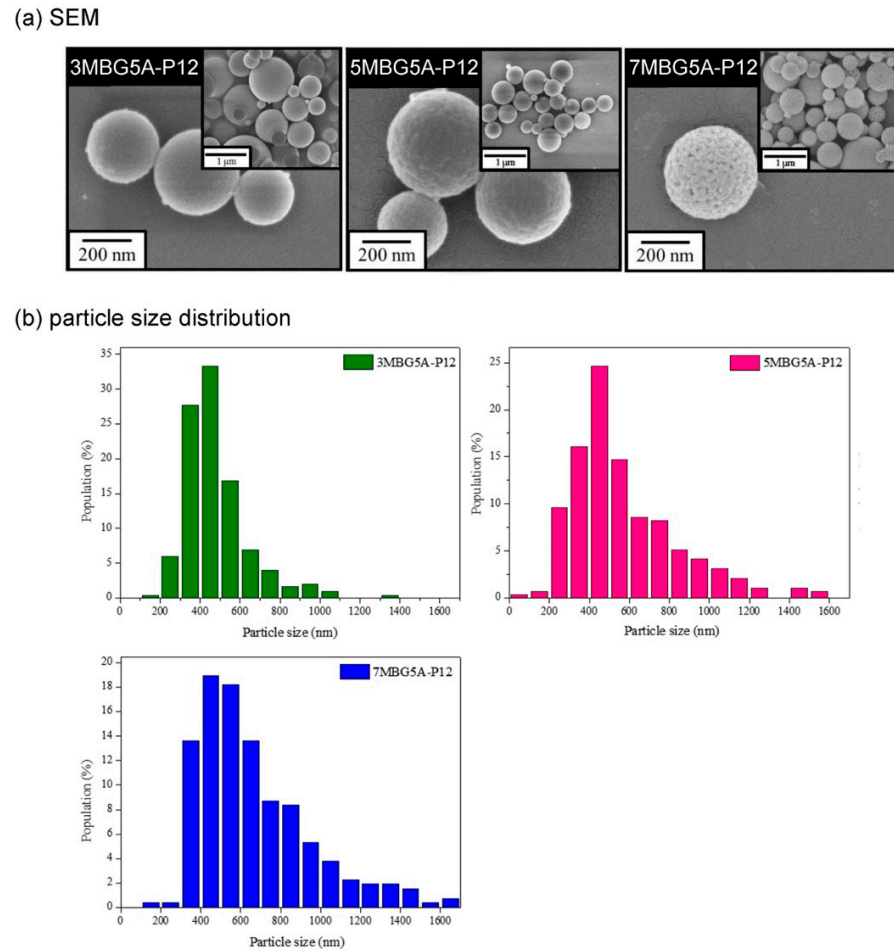 (a) SEM
3MBG5A-P12
1 μm
200 nm
5MBG5A-P12
1 μm
200 nm
7MBG5A-P12
1 μm
200 nm
(b) particle size distribution
3MBG5A-P12
Population (%)
35
30
25
20
15
10
5
0
0 200 400 600 800 1000 1200 1400 1600
Particle size (nm)
5MBG5A-P12
Population (%)
25
20
15
10
5
0
0 200 400 600 800 1000 1200 1400 1600
Particle size (nm)
7MBG5A-P12
Population (%)
20
18
16
14
12
10
8
6
4
2
0
0 200 400 600 800 1000 1200 1400 1600
Particle size (nm)